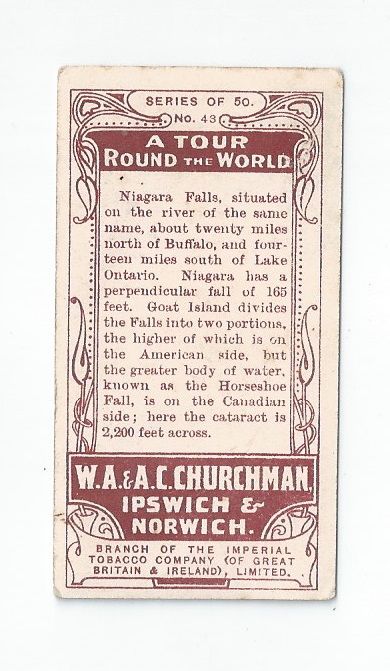 SERIES OF 50.
No. 43
A TOUR
ROUND THE WORLD
Niagara Falls, situated
on the river of the same
name, about twenty miles
north of Buffalo, and four-
teen miles south of Lake
Ontario. Niagara has a
perpendicular fall of 165
feet. Goat Island divides
the Falls into two portions,
the higher of which is on
the American side, but
the greater body of water,
known as the Horseshoe
Fall, is on the Canadian
side; here the cataract is
2,200 feet across.
W.A. & A.C. CHURCHMAN,
IPSWICH &
NORWICH.
BRANCH OF THE IMPERIAL
TOBACCO COMPANY (OF GREAT
BRITAIN & IRELAND), LIMITED.